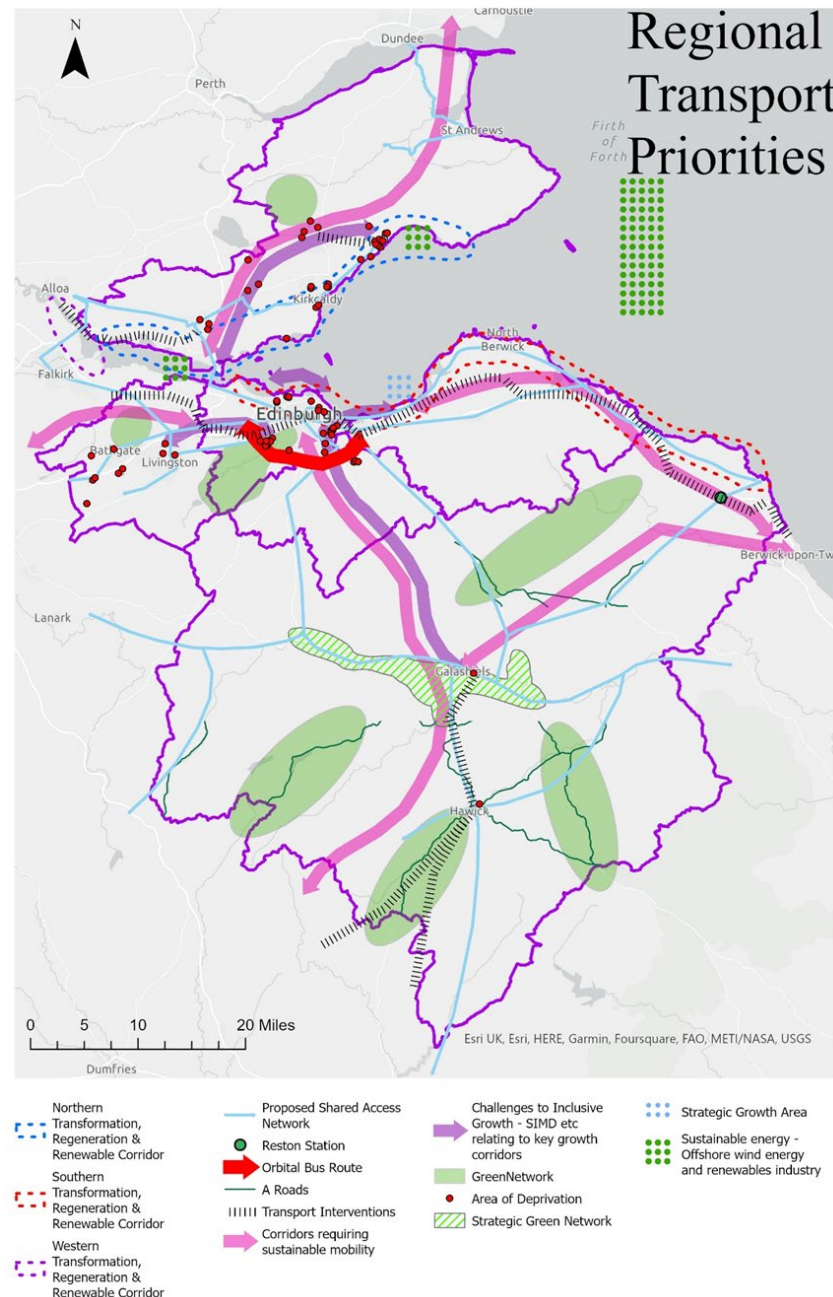 Regional
Transport
Priorities
N
Carnoustie
Dundee
Perth
St Andrews
Firth
of
Forth
Alloa
Kirkcaldy
North
Berwick
Falkirk
Edinburgh
Bathgate
Livingston
Berwick-upon-Tw
Lanark
Galashiels
Hawick
0 5 10 20 Miles
Esri UK, Esri, HERE, Garmin, Foursquare, FAO, METI/NASA, USGS
Dumfries
Northern
Transformation,
Regeneration &
Renewable Corridor
Southern
Transformation,
Regeneration &
Renewable Corridor
Western
Transformation,
Regeneration &
Renewable Corridor
Proposed Shared Access
Network
Reston Station
Orbital Bus Route
A Roads
Transport Interventions
Corridors requiring
sustainable mobility
Challenges to Inclusive
Growth - SIMD etc
relating to key growth
corridors
GreenNetwork
Area of Deprivation
Strategic Green Network
Strategic Growth Area
Sustainable energy -
Offshore wind energy
and renewables industry